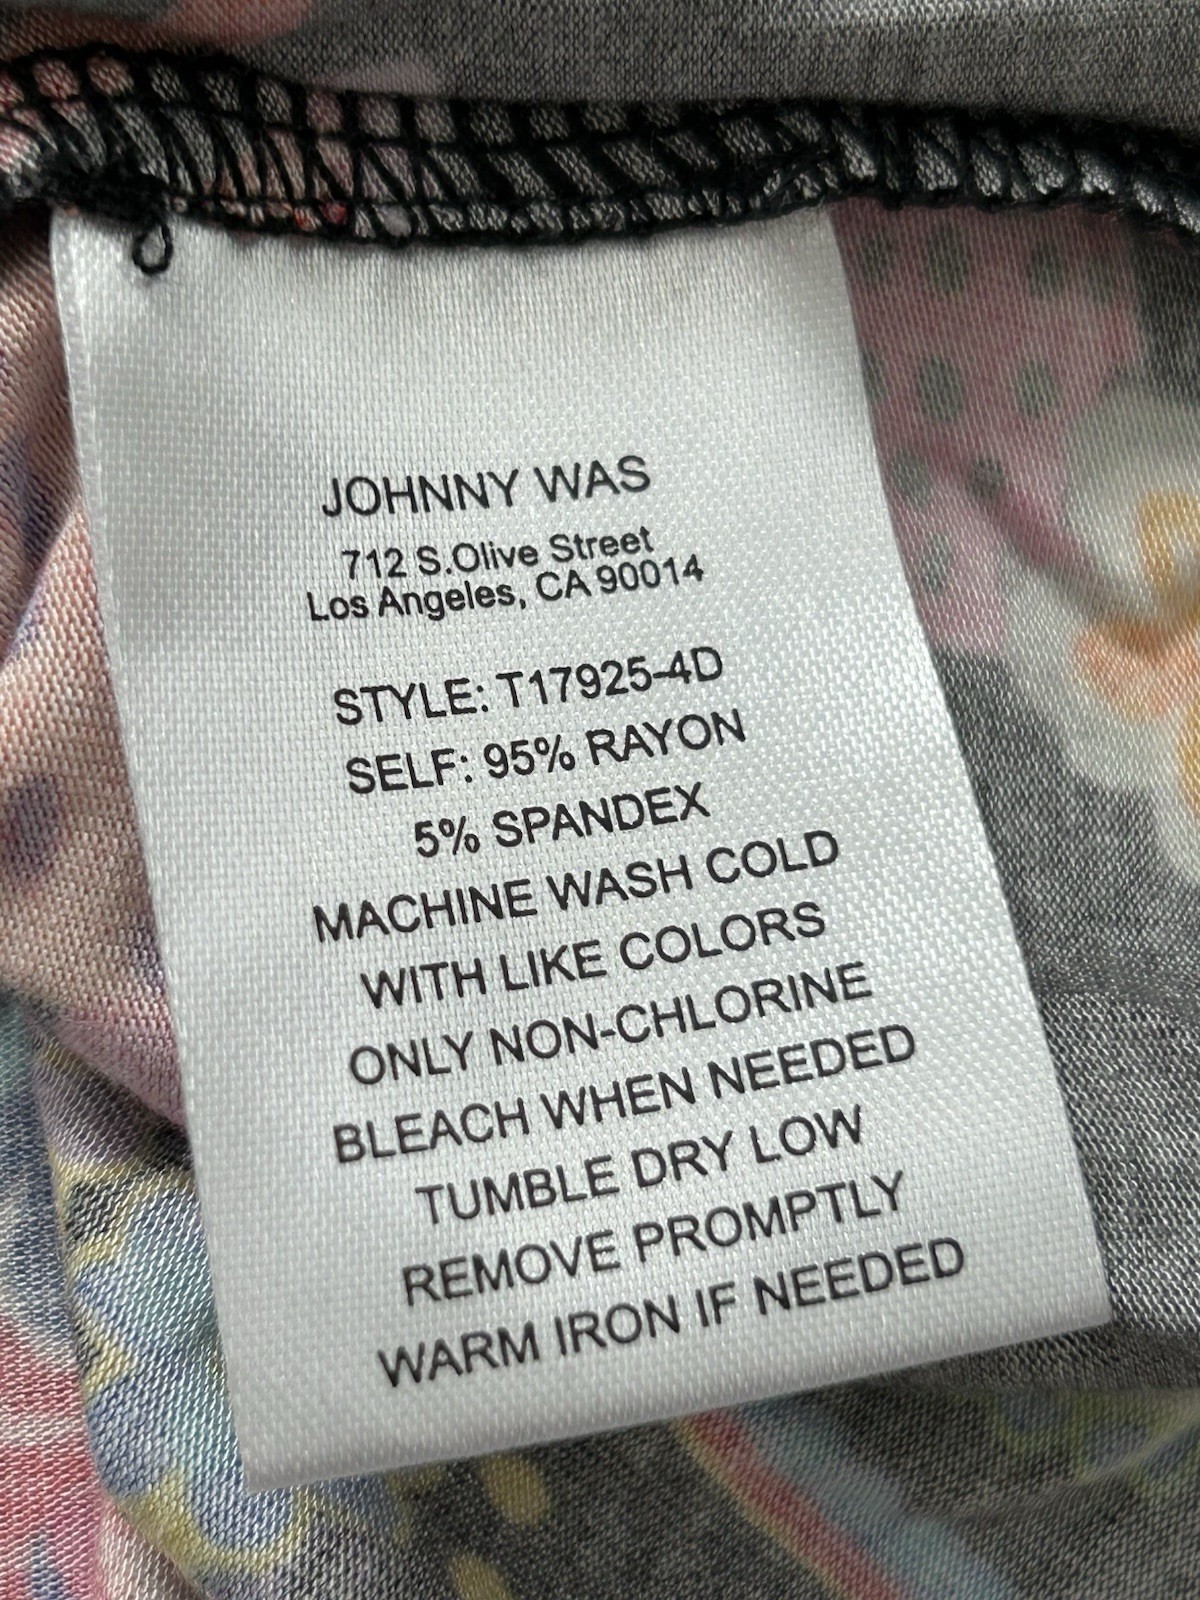 JOHNNY WAS
712 S.Olive Street
Los Angeles, CA 90014
STYLE: T17925-4D
SELF: 95% RAYON
5% SPANDEX
MACHINE WASH COLD
WITH LIKE COLORS
ONLY NON-CHLORINE
BLEACH WHEN NEEDED
TUMBLE DRY LOW
REMOVE PROMPTLY
WARM IRON IF NEEDED